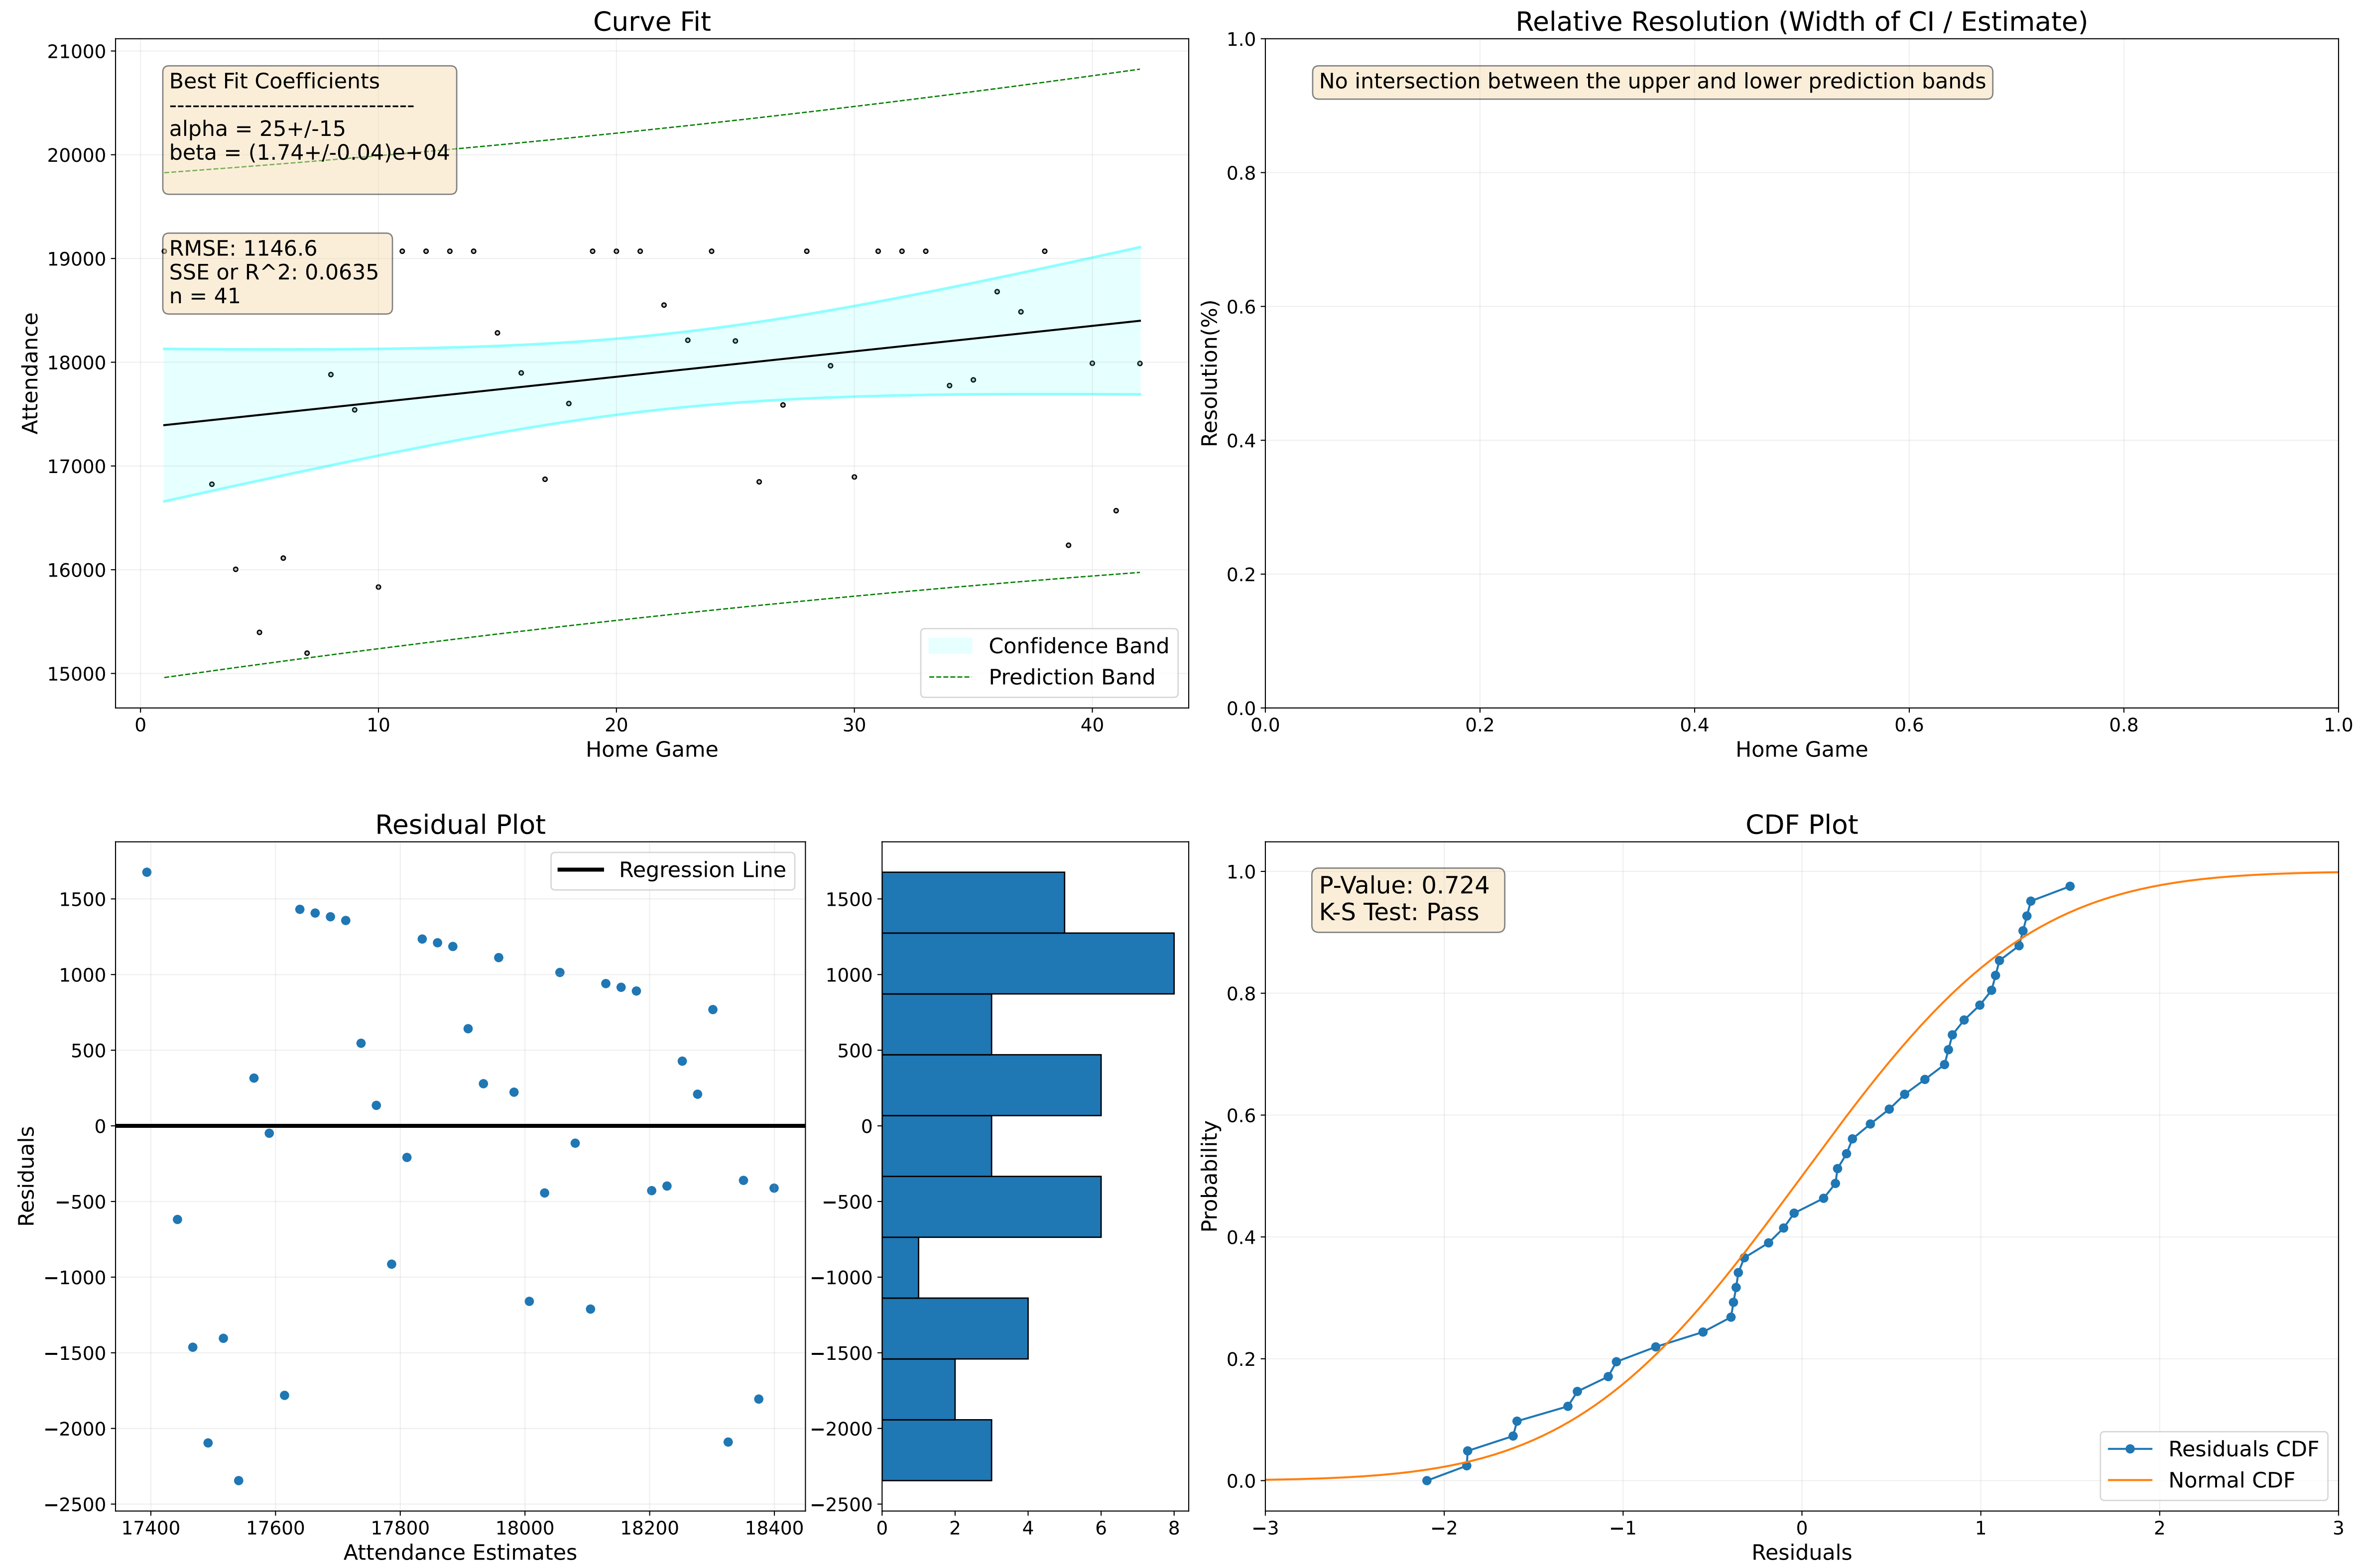 Curve Fit
21000
20000
19000
18000
17000
16000
15000
Attendance
Best Fit Coefficients
--------------------------------
alpha = 25+/-15
beta = (1.74+/-0.04)e+04
RMSE: 1146.6
SSE or R^2: 0.0635
n = 41
Confidence Band
Prediction Band
0 10 20 30 40
Home Game
Relative Resolution (Width of CI / Estimate)
No intersection between the upper and lower prediction bands
1.0
0.8
0.6
0.4
0.2
0.0
Resolution(%)
0.0 0.2 0.4 0.6 0.8 1.0
Home Game
Residual Plot
Regression Line
1500
1000
500
0
−500
−1000
−1500
−2000
−2500
Residuals
17400 17600 17800 18000 18200 18400
Attendance Estimates
1500
1000
500
0
−500
−1000
−1500
−2000
−2500
0 2 4 6 8
CDF Plot
P-Value: 0.724
K-S Test: Pass
1.0
0.8
0.6
0.4
0.2
0.0
Probability
Residuals CDF
Normal CDF
−3 −2 −1 0 1 2 3
Residuals